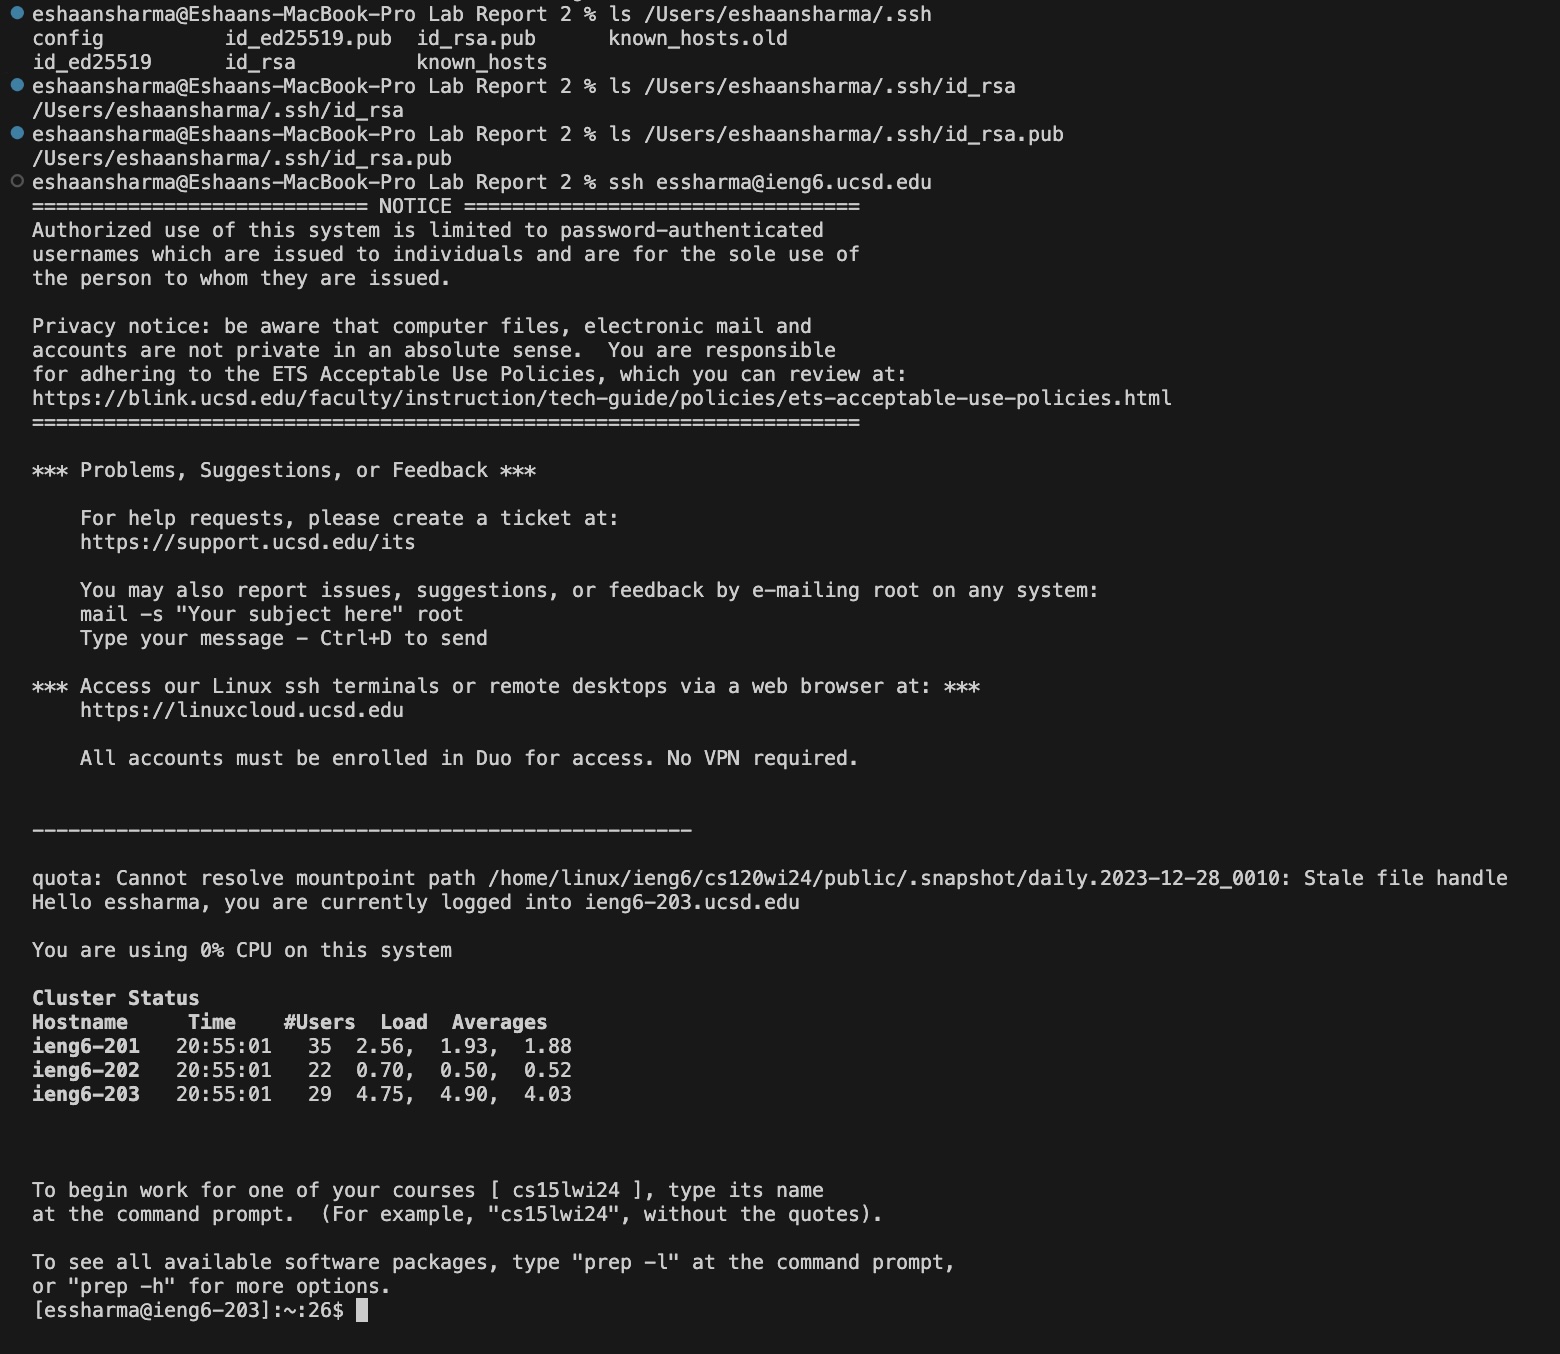 eshaansharma@Eshaans-MacBook-Pro Lab Report 2 % ls /Users/eshaansharma/.ssh
config          id_ed25519.pub  id_rsa.pub      known_hosts.old
id_ed25519      id_rsa          known_hosts
eshaansharma@Eshaans-MacBook-Pro Lab Report 2 % ls /Users/eshaansharma/.ssh/id_rsa
/Users/eshaansharma/.ssh/id_rsa
eshaansharma@Eshaans-MacBook-Pro Lab Report 2 % ls /Users/eshaansharma/.ssh/id_rsa.pub
/Users/eshaansharma/.ssh/id_rsa.pub
eshaansharma@Eshaans-MacBook-Pro Lab Report 2 % ssh essharma@ieng6.ucsd.edu
============================ NOTICE =================================
Authorized use of this system is limited to password-authenticated
usernames which are issued to individuals and are for the sole use of
the person to whom they are issued.

Privacy notice: be aware that computer files, electronic mail and
accounts are not private in an absolute sense.  You are responsible
for adhering to the ETS Acceptable Use Policies, which you can review at:
https://blink.ucsd.edu/faculty/instruction/tech-guide/policies/ets-acceptable-use-policies.html
=====================================================================

*** Problems, Suggestions, or Feedback ***

    For help requests, please create a ticket at:
    https://support.ucsd.edu/its

    You may also report issues, suggestions, or feedback by e-mailing root on any system:
    mail -s "Your subject here" root
    Type your message - Ctrl+D to send

*** Access our Linux ssh terminals or remote desktops via a web browser at: ***
    https://linuxcloud.ucsd.edu

    All accounts must be enrolled in Duo for access. No VPN required.

-------------------------------------------------------

quota: Cannot resolve mountpoint path /home/linux/ieng6/cs120wi24/public/.snapshot/daily.2023-12-28_0010: Stale file handle
Hello essharma, you are currently logged into ieng6-203.ucsd.edu

You are using 0% CPU on this system

Cluster Status
Hostname     Time    #Users  Load  Averages
ieng6-201   20:55:01   35  2.56,  1.93,  1.88
ieng6-202   20:55:01   22  0.70,  0.50,  0.52
ieng6-203   20:55:01   29  4.75,  4.90,  4.03

To begin work for one of your courses [ cs15lwi24 ], type its name
at the command prompt.  (For example, "cs15lwi24", without the quotes).

To see all available software packages, type "prep -l" at the command prompt,
or "prep -h" for more options.
[essharma@ieng6-203]:~:26$